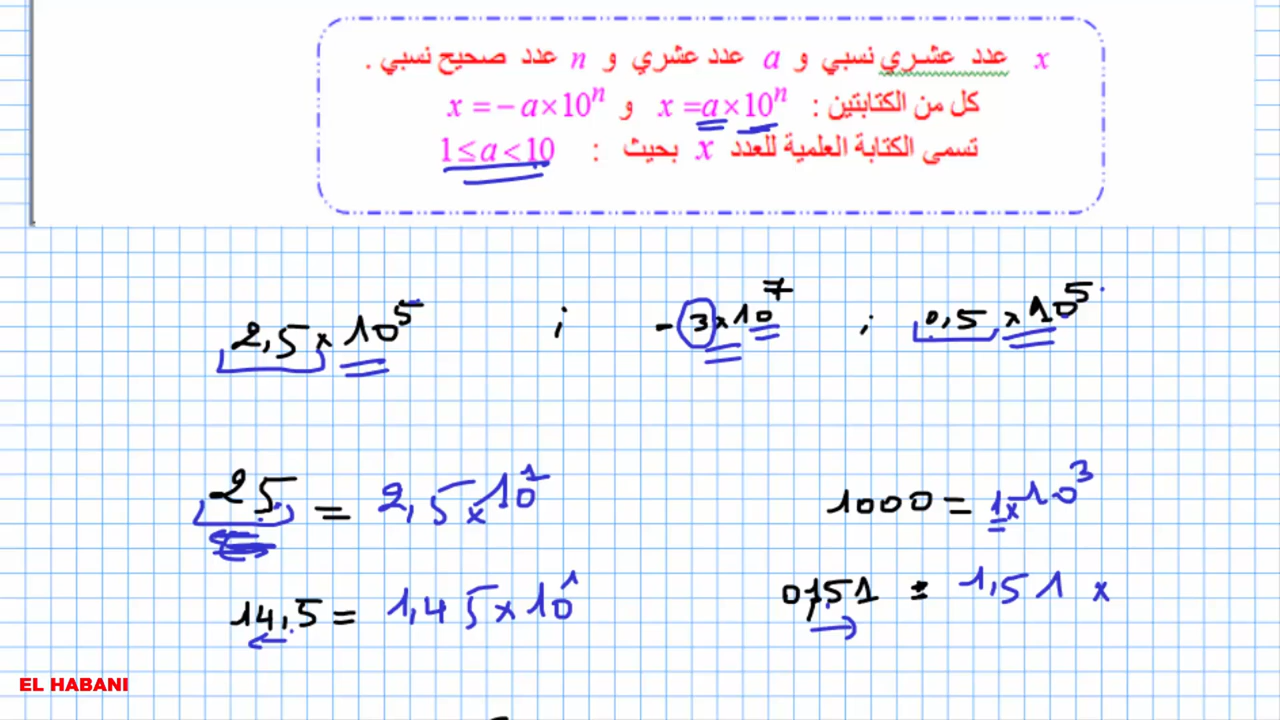 x عدد عشري نسبي و a عدد عشري و n عدد صحيح نسبي .
كل من الكتابتين : x = a × 10ⁿ و x = − a × 10ⁿ
تسمى الكتابة العلمية للعدد x بحيث : 1 ≤ a < 10
2,5 × 10⁵ ; - 3 × 10⁷ ; 0,5 × 10⁵
25 = 2,5 × 10¹ 1000 = 1 × 10³
14,5 = 1,45 × 10¹ 0,151 = 1,51 ×
EL HABANI